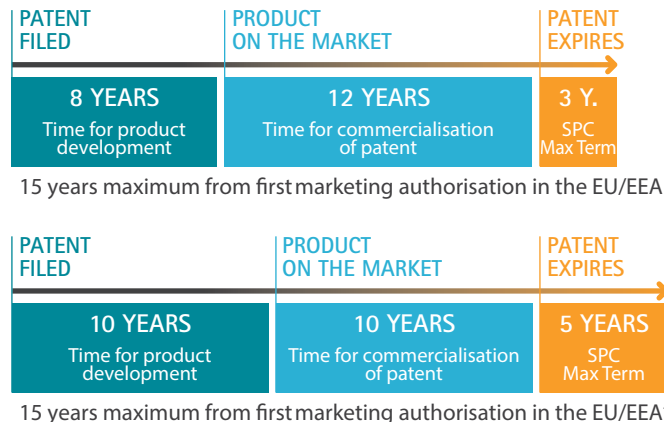 PATENT
FILED
PRODUCT
ON THE MARKET
PATENT
EXPIRES
8 YEARS
Time for product
development
12 YEARS
Time for commercialisation
of patent
3 Y.
SPC
Max Term
15 years maximum from first marketing authorisation in the EU/EEA
PATENT
FILED
PRODUCT
ON THE MARKET
PATENT
EXPIRES
10 YEARS
Time for product
development
10 YEARS
Time for commercialisation
of patent
5 YEARS
SPC
Max Term
15 years maximum from first marketing authorisation in the EU/EEA